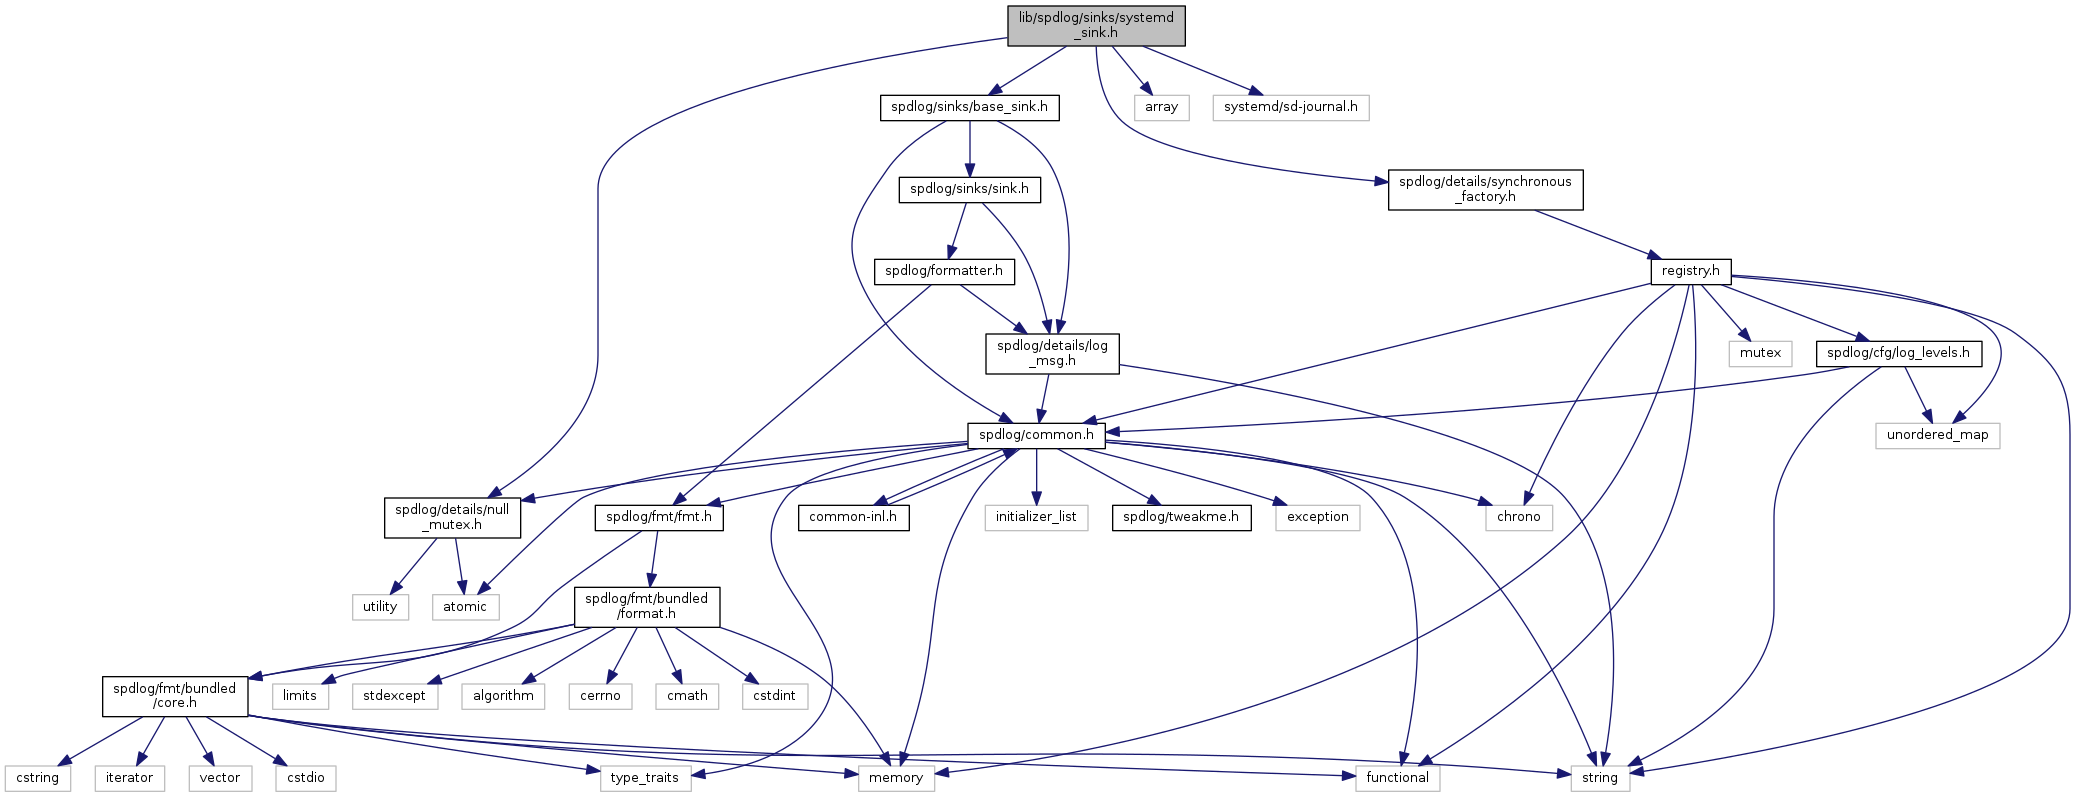 lib/spdlog/sinks/systemd
_sink.h
spdlog/sinks/base_sink.h
array
systemd/sd-journal.h
spdlog/sinks/sink.h
spdlog/details/synchronous
_factory.h
spdlog/formatter.h
registry.h
spdlog/details/log
_msg.h
mutex
spdlog/cfg/log_levels.h
spdlog/common.h
unordered_map
spdlog/details/null
_mutex.h
spdlog/fmt/fmt.h
common-inl.h
initializer_list
spdlog/tweakme.h
exception
chrono
utility
atomic
spdlog/fmt/bundled
/format.h
spdlog/fmt/bundled
/core.h
limits
stdexcept
algorithm
cerrno
cmath
cstdint
cstring
iterator
vector
cstdio
type_traits
memory
functional
string